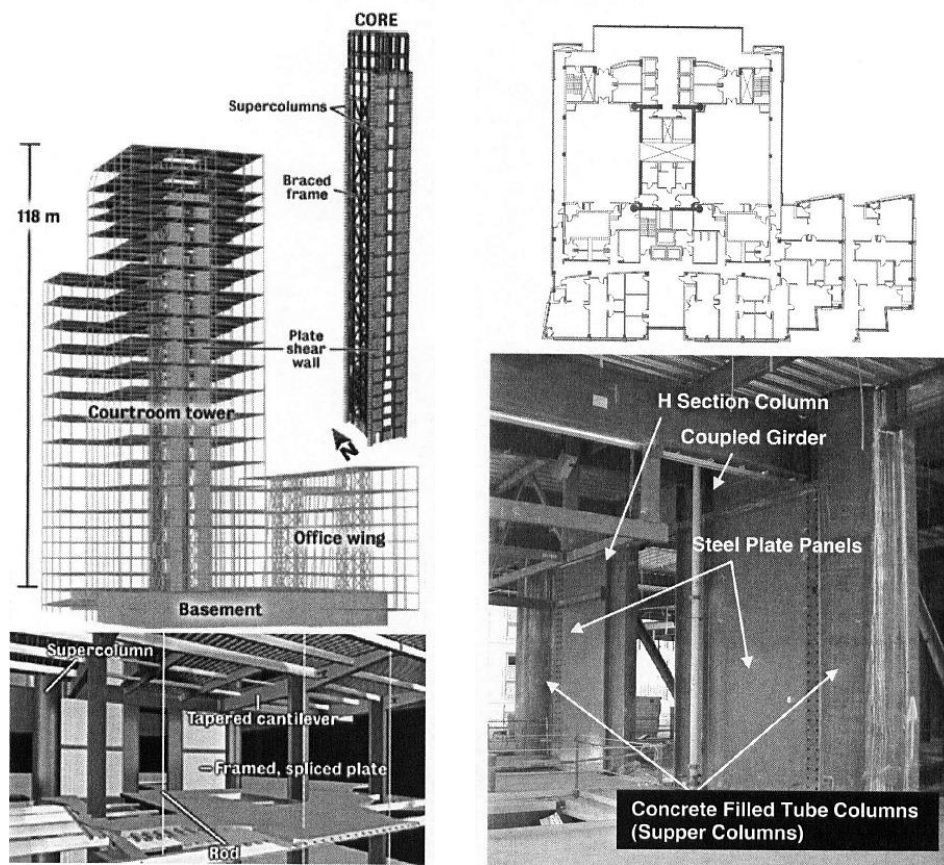 CORE
Supercolumns
Braced
frame
118 m
Plate
shear
wall
Courtroom tower
N
Office wing
Basement
Supercolumn
Tapered cantilever
Framed, spliced plate
Rod
H Section Column
Coupled Girder
Steel Plate Panels
Concrete Filled Tube Columns
(Supper Columns)